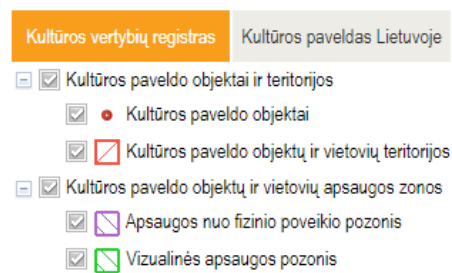 Kultūros vertybių registras
Kultūros paveldas Lietuvoje
Kultūros paveldo objektai ir teritorijos
Kultūros paveldo objektai
Kultūros paveldo objektų ir vietovių teritorijos
Kultūros paveldo objektų ir vietovių apsaugos zonos
Apsaugos nuo fizinio poveikio pozonis
Vizualinės apsaugos pozonis